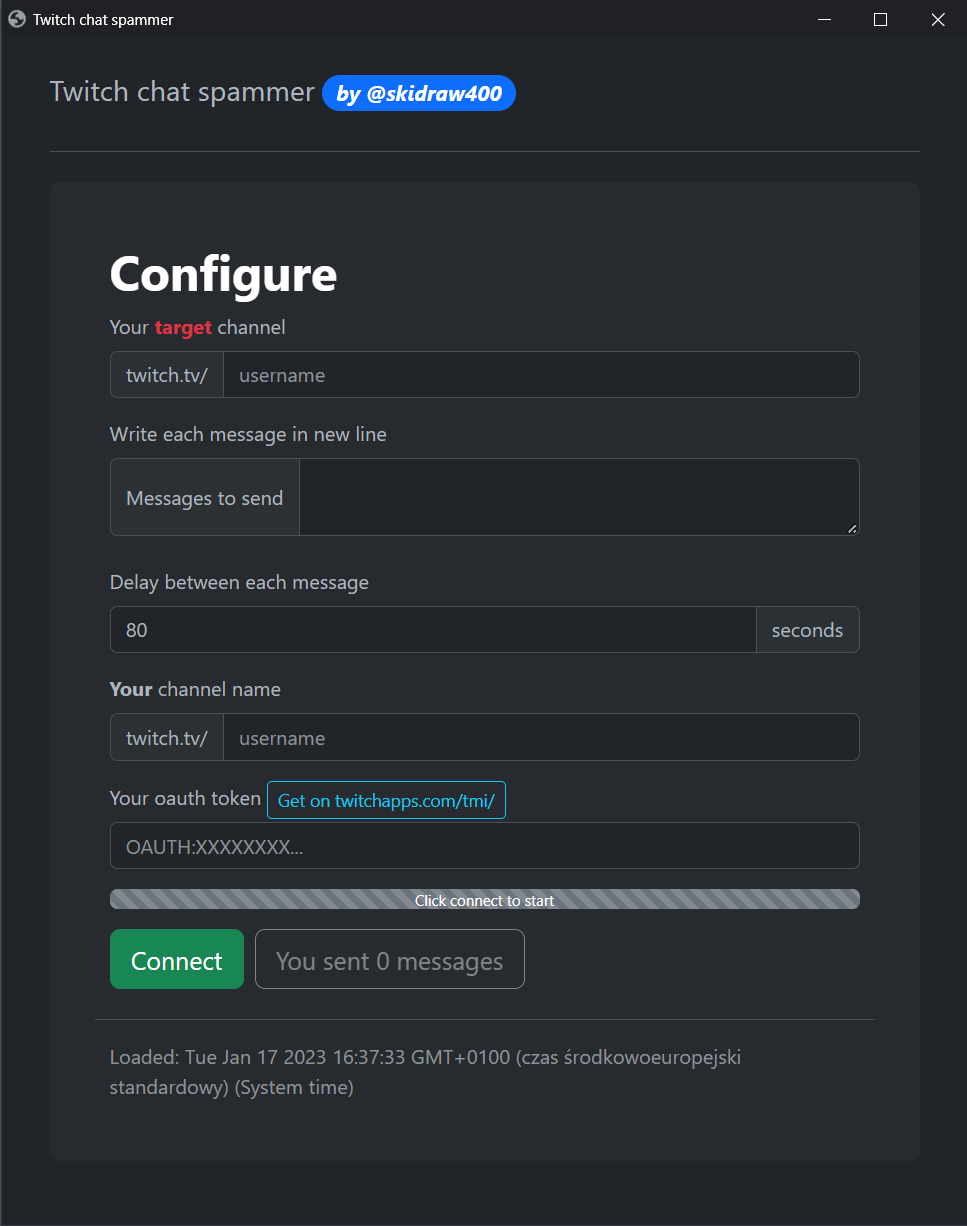 Twitch chat spammer
Twitch chat spammer by @skidraw400
Configure
Your target channel
twitch.tv/ username
Write each message in new line
Messages to send
Delay between each message
80 seconds
Your channel name
twitch.tv/ username
Your oauth token Get on twitchapps.com/tmi/
OAUTH:XXXXXXXX...
Click connect to start
Connect You sent 0 messages
Loaded: Tue Jan 17 2023 16:37:33 GMT+0100 (czas środkowoeuropejski
standardowy) (System time)